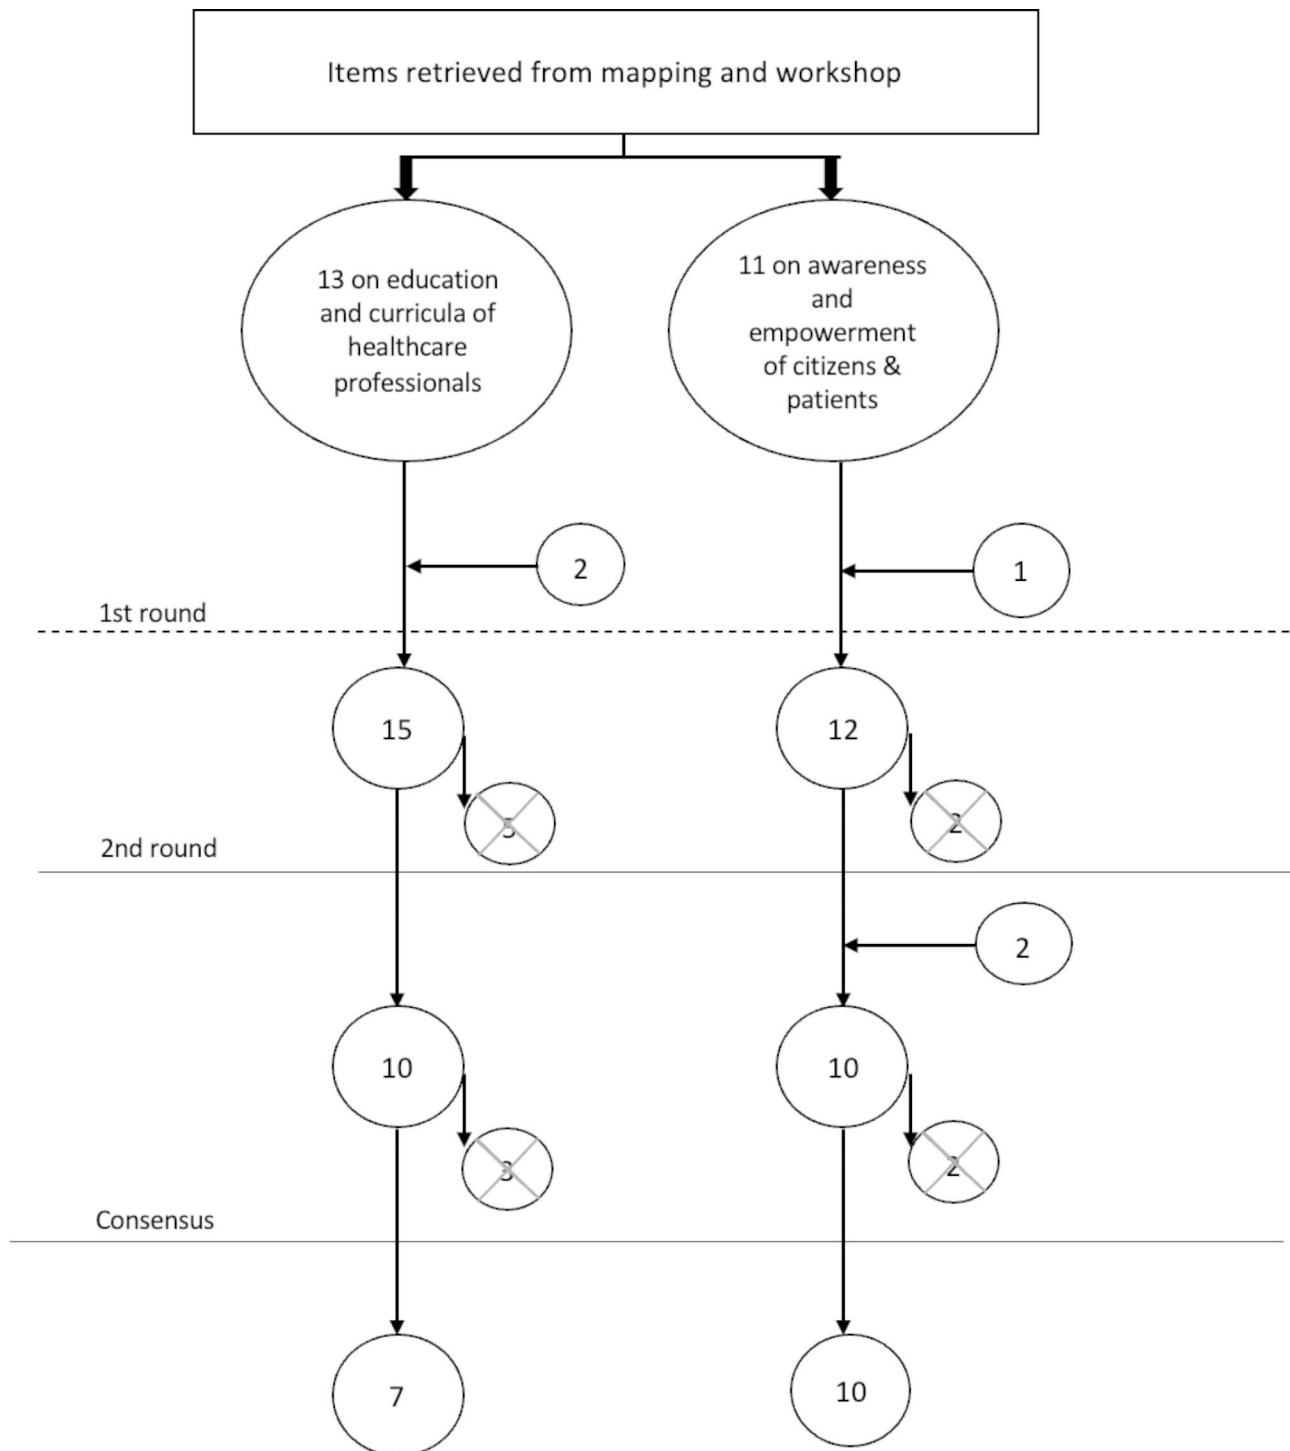 Items retrieved from mapping and workshop
13 on education
and curricula of
healthcare
professionals
11 on awareness
and
empowerment
of citizens &
patients
2
1
1st round
15
12
5
2
2nd round
2
10
10
3
2
Consensus
7
10